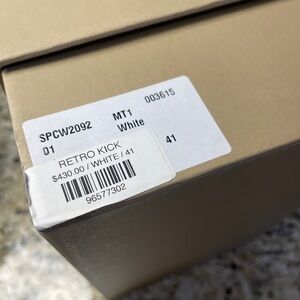 SPCW2092 MT1 003615
01 White
41
RETRO KICK
$430.00 / WHITE / 41
96577302